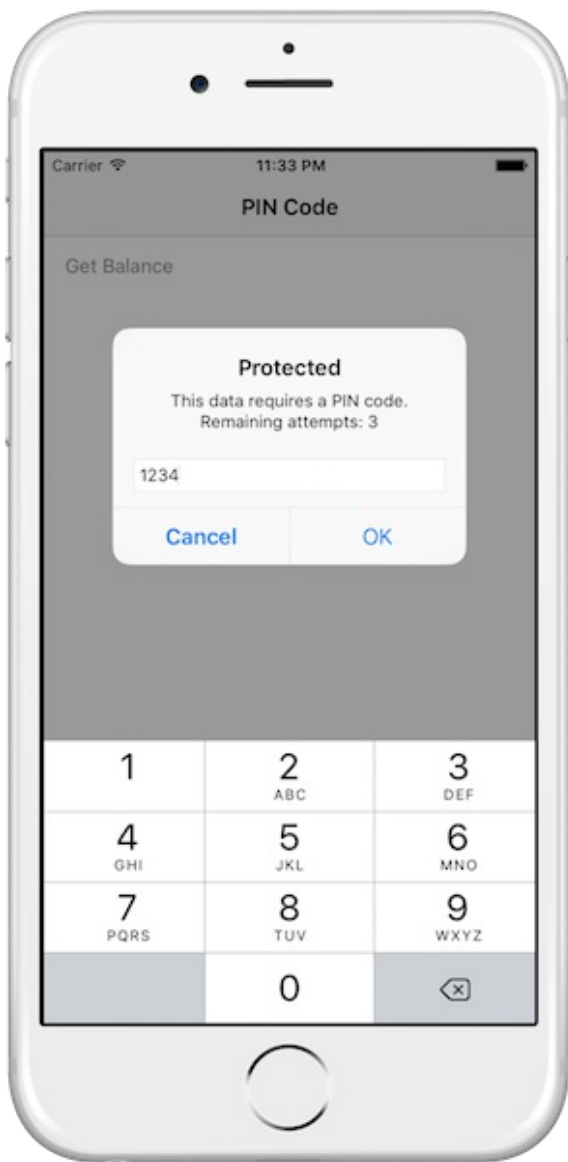 Carrier 11:33 PM
PIN Code
Get Balance
Protected
This data requires a PIN code.
Remaining attempts: 3
1234
Cancel OK
1 2 3
ABC DEF
4 5 6
GHI JKL MNO
7 8 9
PQRS TUV WXYZ
0